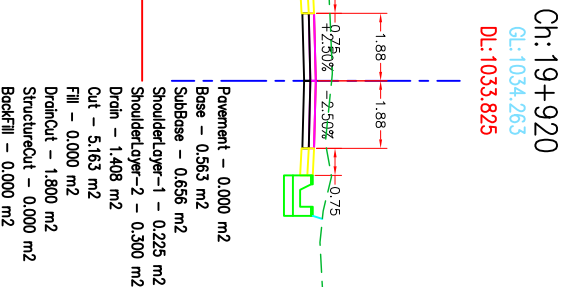 Ch: 19+920
GL: 1034.263
DL: 1033.825
0.75
1.88
1.88
0.75
+2.50%
-2.50%
Pavement - 0.000 m2
Base - 0.563 m2
SubBase - 0.656 m2
ShoulderLayer-1 - 0.225 m2
ShoulderLayer-2 - 0.300 m2
Drain - 1.408 m2
Cut - 5.163 m2
Fill - 0.000 m2
DrainCut - 1.800 m2
StructureCut - 0.000 m2
BackFill - 0.000 m2